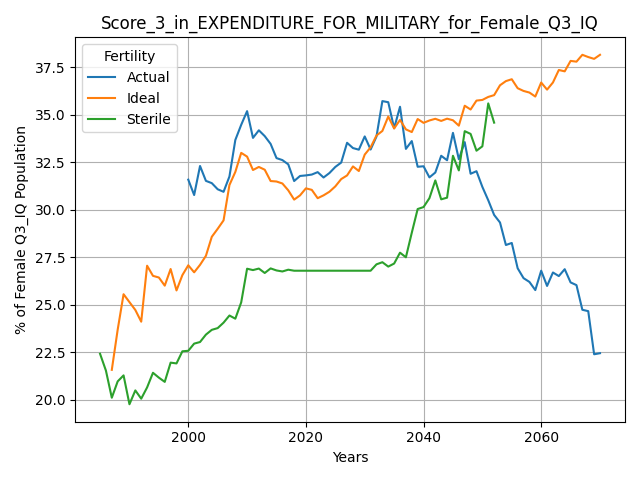 Score_3_in_EXPENDITURE_FOR_MILITARY_for_Female_Q3_IQ
Fertility
Actual
Ideal
Sterile
% of Female Q3_IQ Population
37.5
35.0
32.5
30.0
27.5
25.0
22.5
20.0
2000 2020 2040 2060
Years